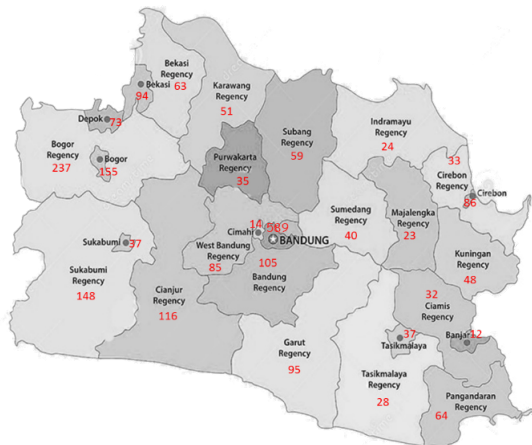 Bekasi
Regency
63
Bekasi
94
Karawang
Regency
51
Depok
73
Bogor
Regency
237
Bogor
155
Purwakarta
Regency
35
Subang
Regency
59
Indramayu
Regency
24
33
Cirebon
Regency
Cirebon
86
Sukabumi
37
Sukabumi
Regency
148
Cianjur
Regency
116
14
Cimahi
589
BANDUNG
West Bandung
Regency
85
105
Bandung
Regency
Sumedang
Regency
40
Majalengka
Regency
23
Kuningan
Regency
48
32
Ciamis
Regency
Banjar
12
37
Tasikmalaya
Garut
Regency
95
Tasikmalaya
Regency
28
Pangandaran
Regency
64